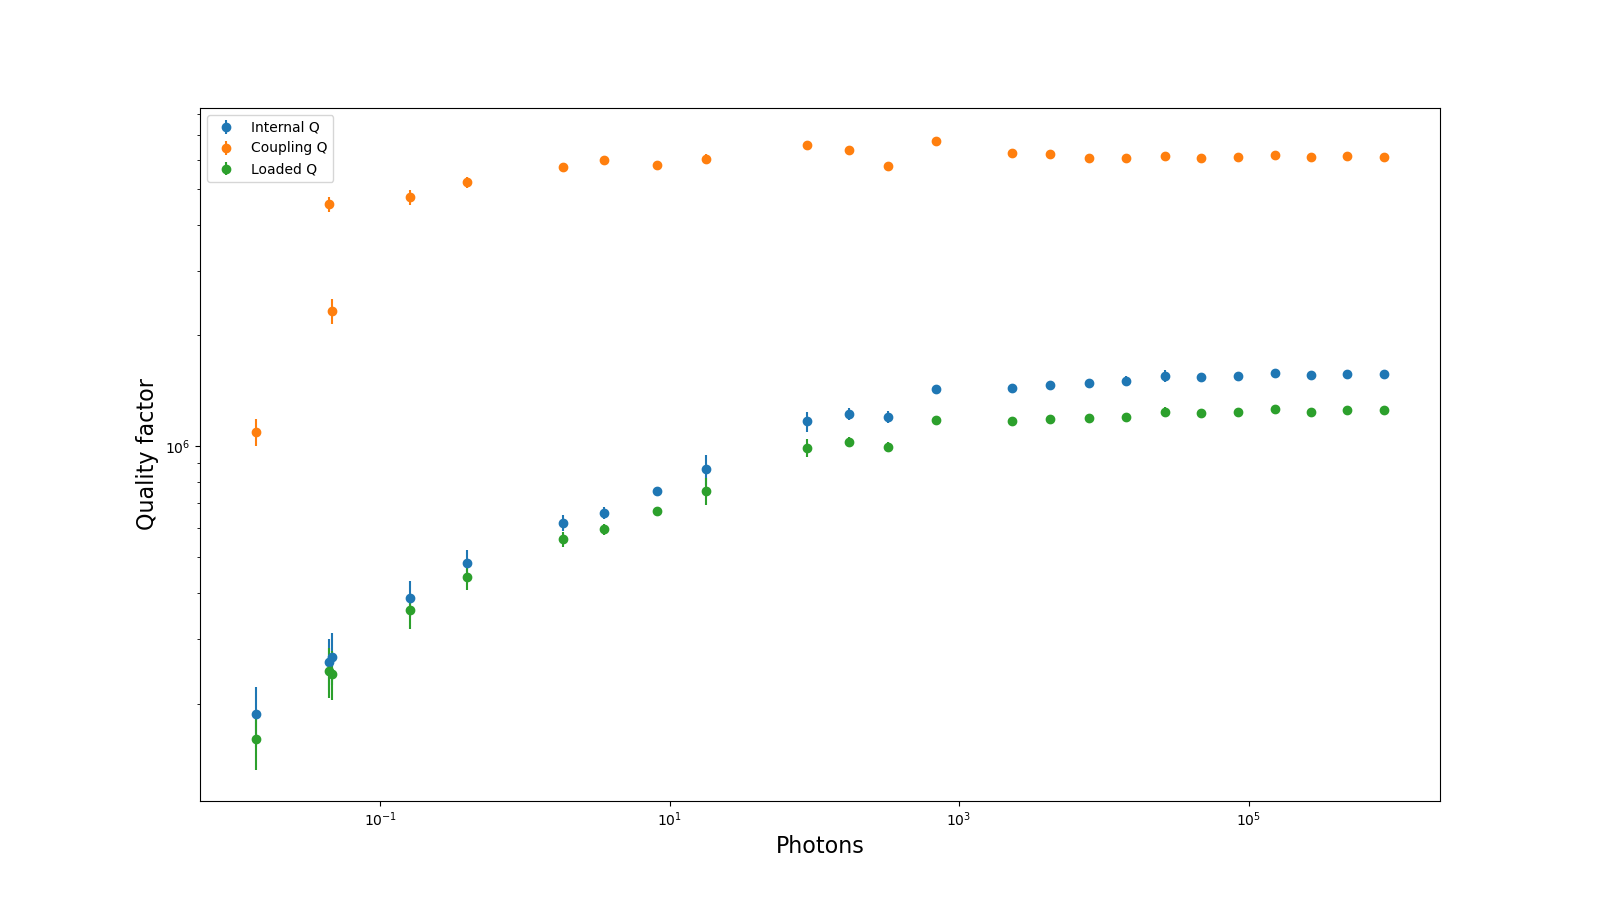 Internal Q
Coupling Q
Loaded Q
Quality factor
10⁶
10⁻¹
10¹
10³
10⁵
Photons